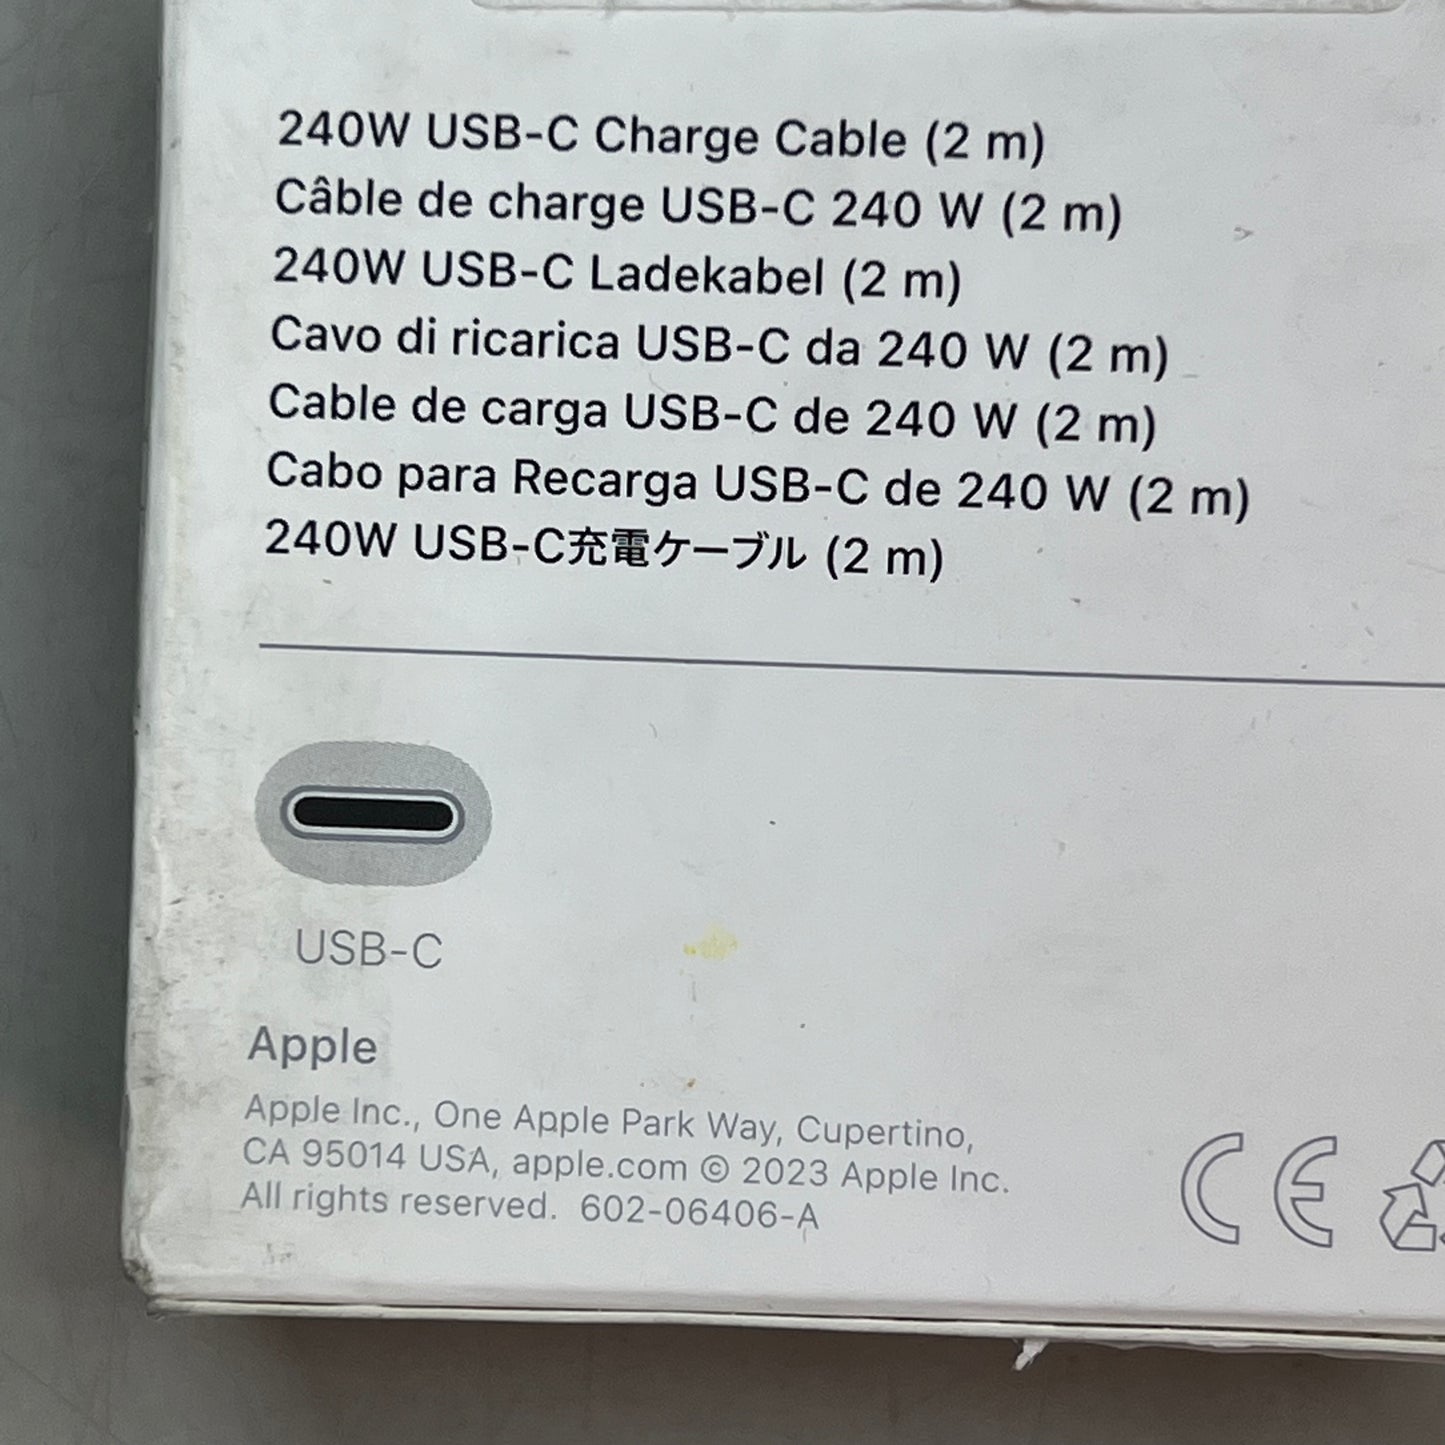 240W USB-C Charge Cable (2 m)
Câble de charge USB-C 240 W (2 m)
240W USB-C Ladekabel (2 m)
Cavo di ricarica USB-C da 240 W (2 m)
Cable de carga USB-C de 240 W (2 m)
Cabo para Recarga USB-C de 240 W (2 m)
240W USB-C充電ケーブル (2 m)
USB-C
Apple
Apple Inc., One Apple Park Way, Cupertino,
CA 95014 USA, apple.com © 2023 Apple Inc.
All rights reserved. 602-06406-A
CE